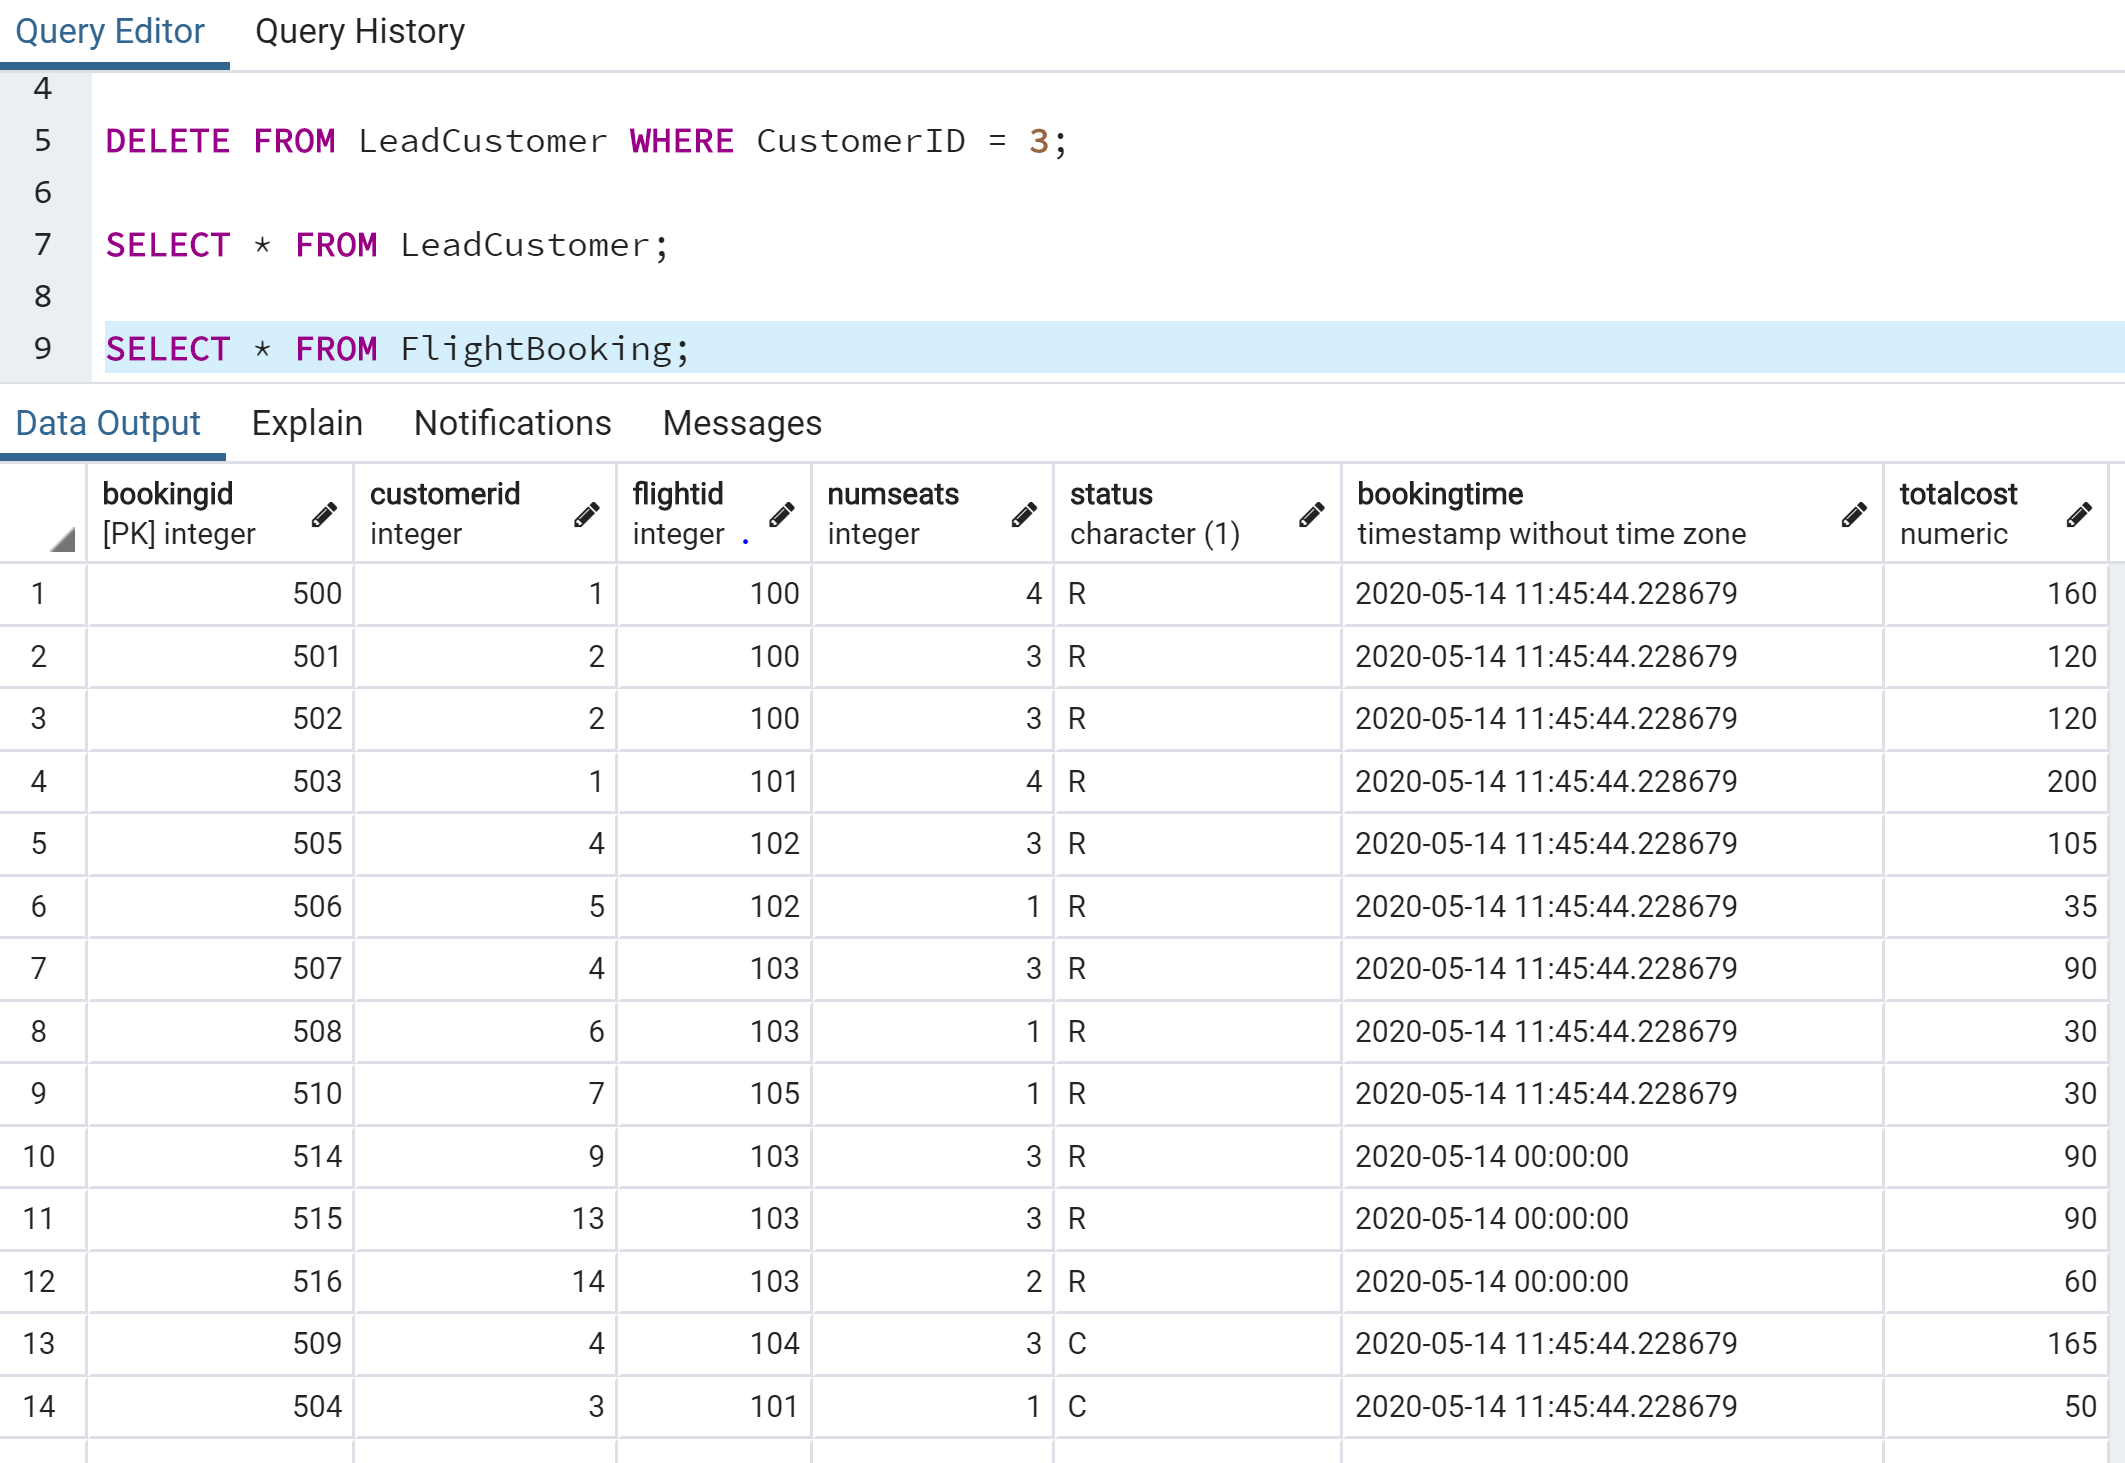 Query Editor Query History
4
5 DELETE FROM LeadCustomer WHERE CustomerID = 3;
6
7 SELECT * FROM LeadCustomer;
8
9 SELECT * FROM FlightBooking;
Data Output Explain Notifications Messages
bookingid customerid flightid numseats status bookingtime totalcost
[PK] integer integer integer integer character (1) timestamp without time zone numeric
1 500 1 100 4 R 2020-05-14 11:45:44.228679 160
2 501 2 100 3 R 2020-05-14 11:45:44.228679 120
3 502 2 100 3 R 2020-05-14 11:45:44.228679 120
4 503 1 101 4 R 2020-05-14 11:45:44.228679 200
5 505 4 102 3 R 2020-05-14 11:45:44.228679 105
6 506 5 102 1 R 2020-05-14 11:45:44.228679 35
7 507 4 103 3 R 2020-05-14 11:45:44.228679 90
8 508 6 103 1 R 2020-05-14 11:45:44.228679 30
9 510 7 105 1 R 2020-05-14 11:45:44.228679 30
10 514 9 103 3 R 2020-05-14 00:00:00 90
11 515 13 103 3 R 2020-05-14 00:00:00 90
12 516 14 103 2 R 2020-05-14 00:00:00 60
13 509 4 104 3 C 2020-05-14 11:45:44.228679 165
14 504 3 101 1 C 2020-05-14 11:45:44.228679 50